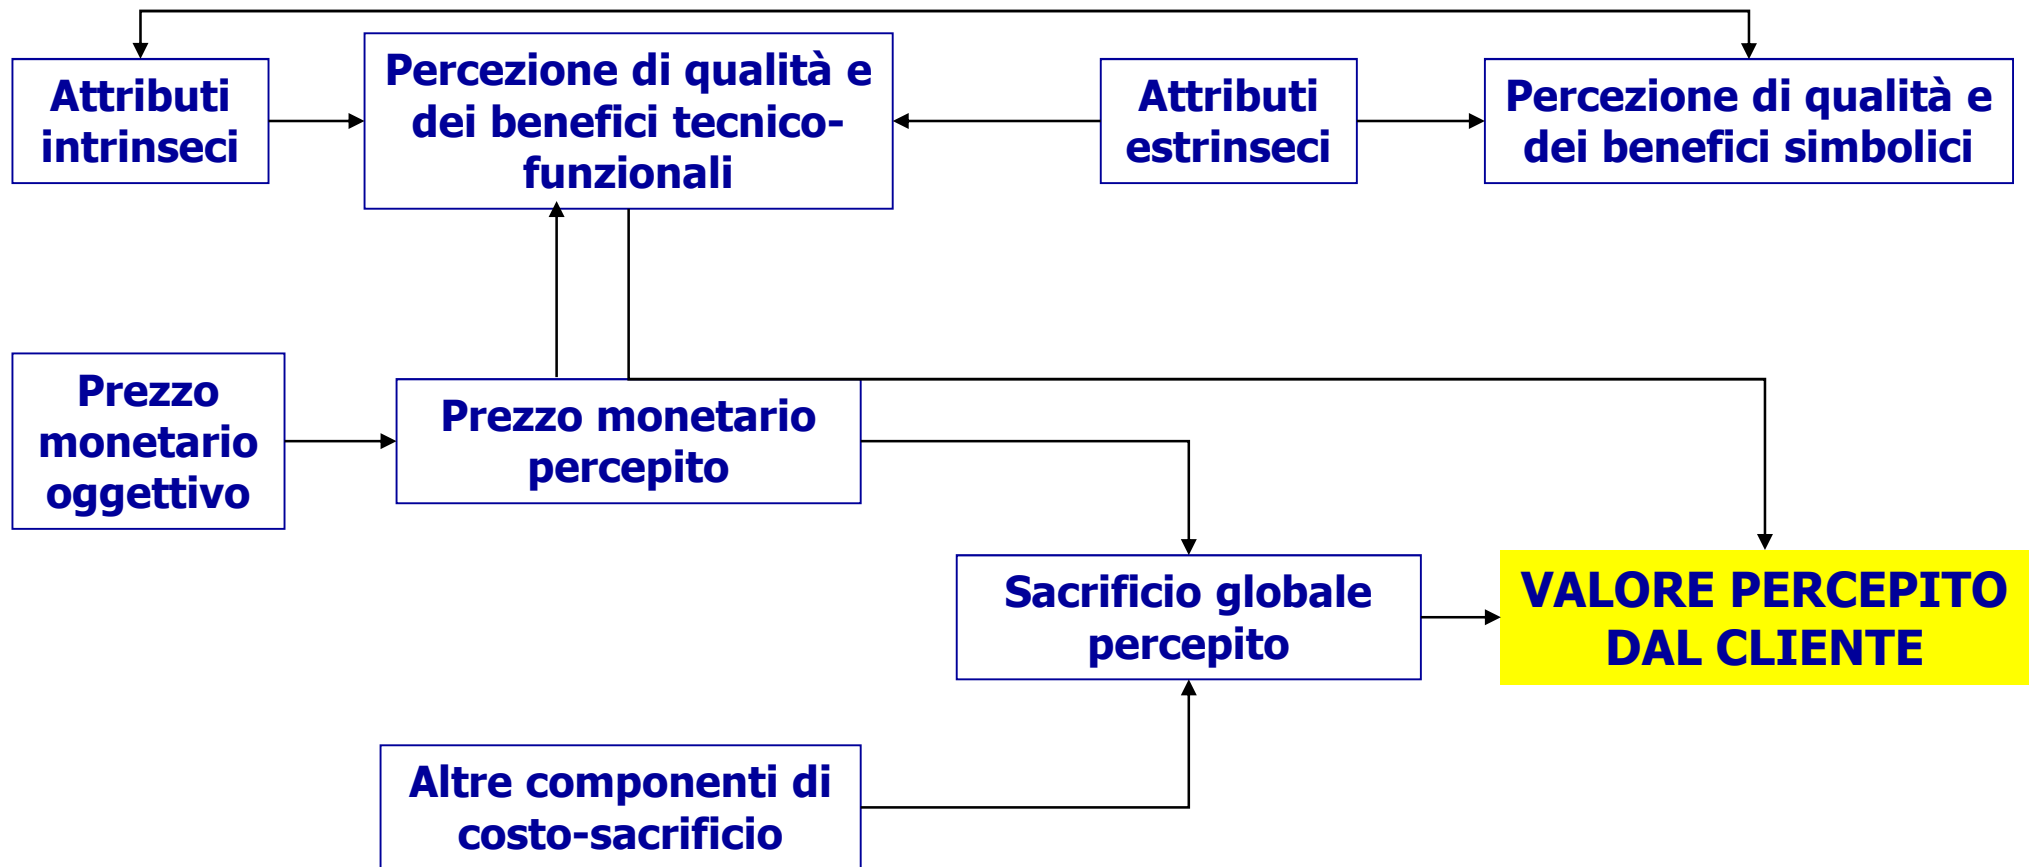 Attributi
intrinseci
Percezione di qualità e
dei benefici tecnico-
funzionali
Attributi
estrinseci
Percezione di qualità e
dei benefici simbolici
Prezzo
monetario
oggettivo
Prezzo monetario
percepito
Sacrificio globale
percepito
VALORE PERCEPITO
DAL CLIENTE
Altre componenti di
costo-sacrificio